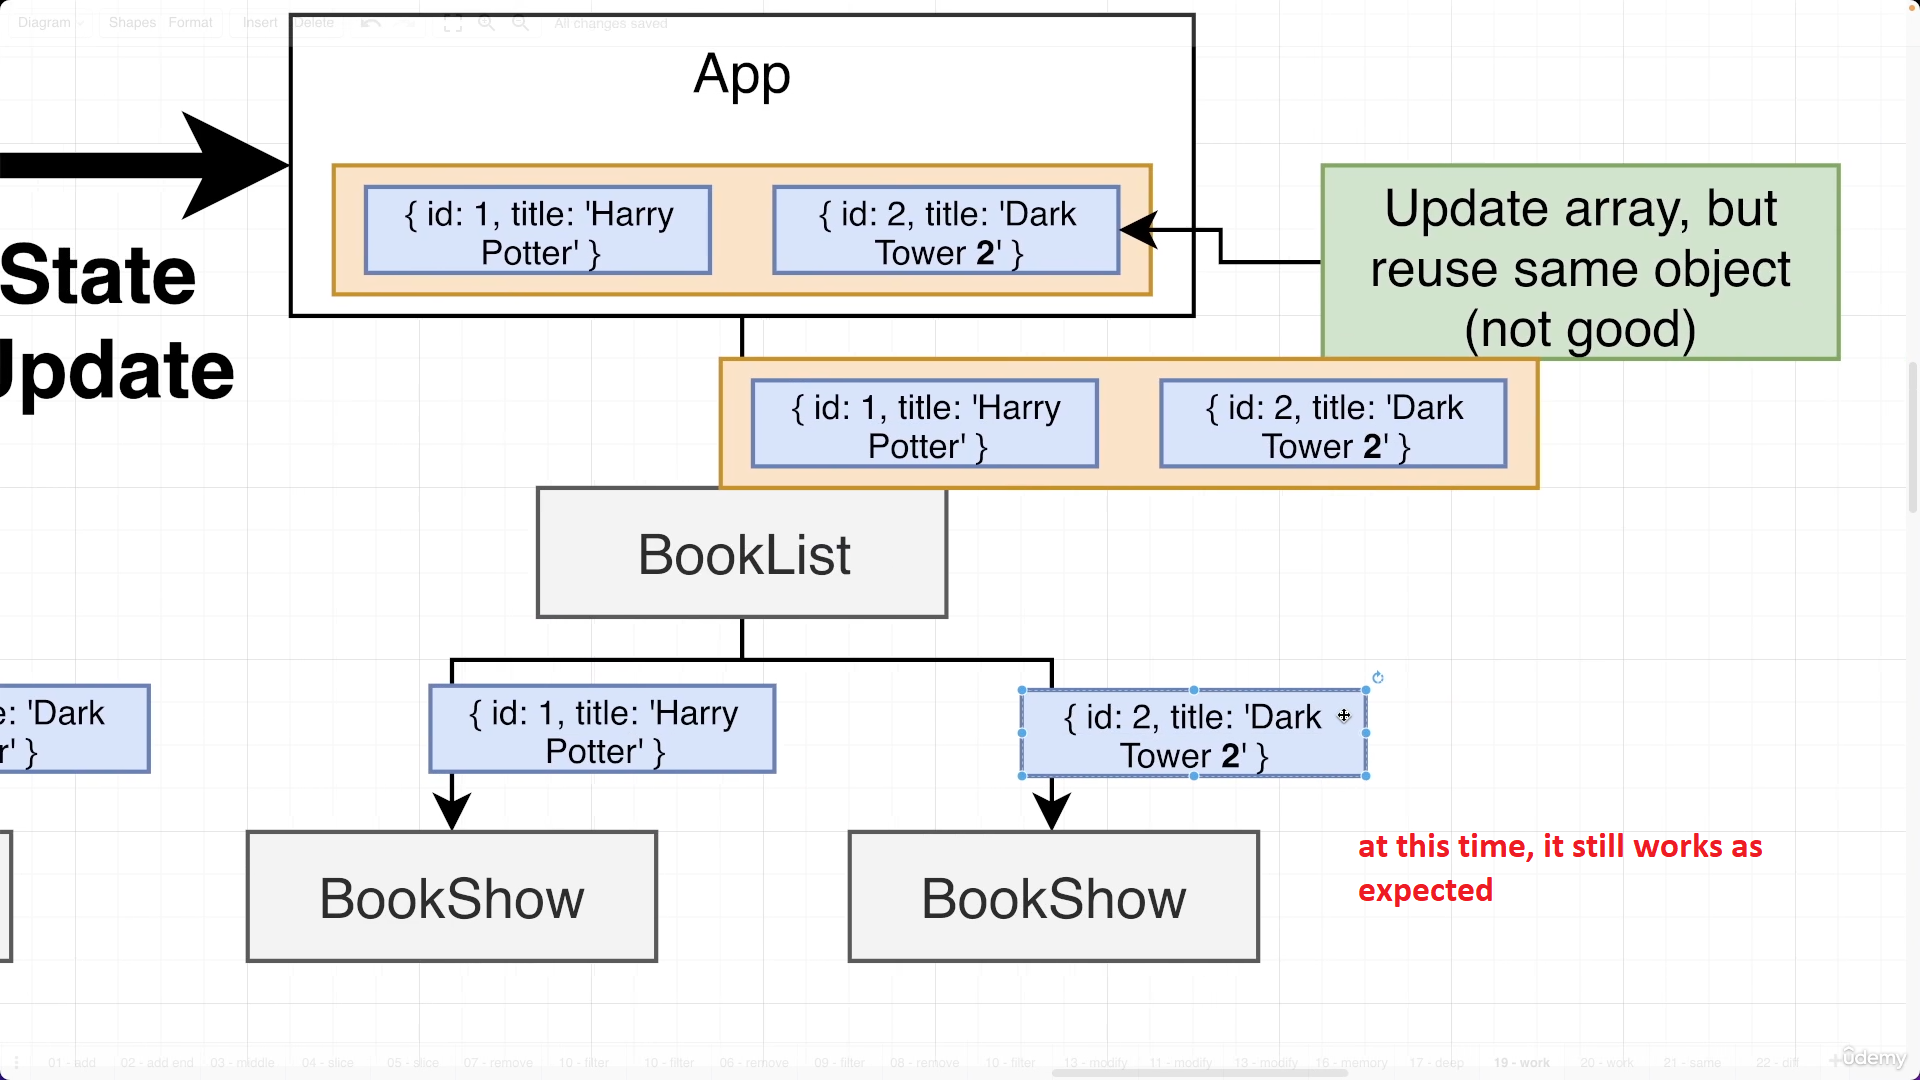 Diagram Shapes Format Insert Delete All changes saved
App
{ id: 1, title: 'Harry
Potter' }
{ id: 2, title: 'Dark
Tower 2' }
Update array, but
reuse same object
(not good)
State
Update
{ id: 1, title: 'Harry
Potter' }
{ id: 2, title: 'Dark
Tower 2' }
BookList
e: 'Dark
r' }
{ id: 1, title: 'Harry
Potter' }
{ id: 2, title: 'Dark
Tower 2' }
BookShow
BookShow
at this time, it still works as
expected
01 - add 02 - add end 03 - middle 04 - slice 05 - slice 07 - remove 10 - filter 10 - filter 06 - remove 09 - filter 08 - remove 10 - filter 13 - modify 11 - modify 13 - modify 16 - memory 17 - deep 19 - work 20 - work 21 - same 22 - diff
ûdemy